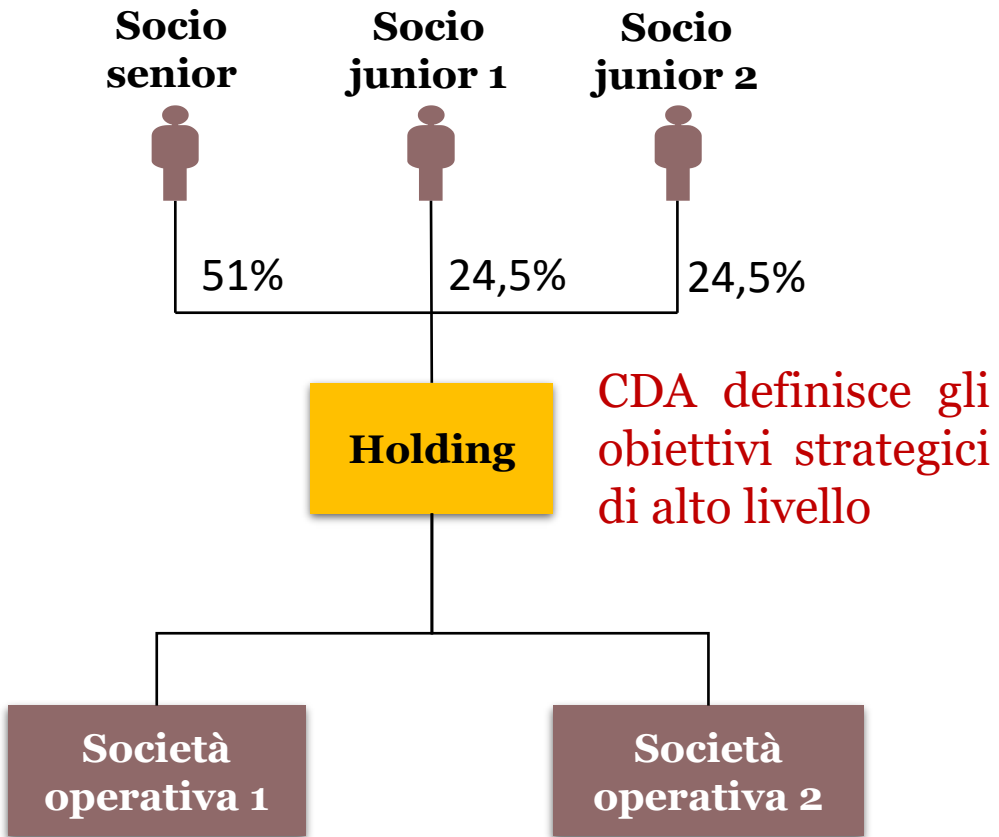 Socio
senior
Socio
junior 1
Socio
junior 2
51%
24,5%
24,5%
Holding
CDA definisce gli
obiettivi strategici
di alto livello
Società
operativa 1
Società
operativa 2